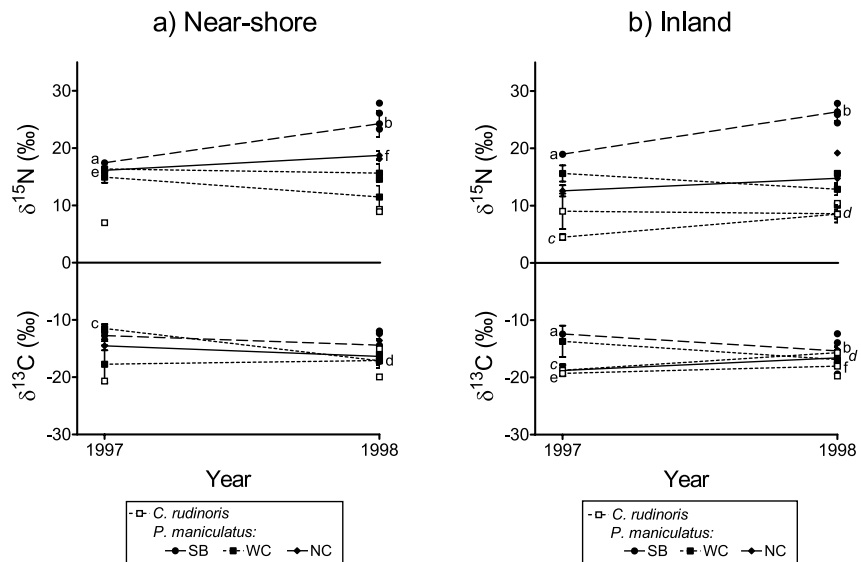 a) Near-shore
b) Inland
30
20
10
0
-10
-20
-30
δ15N (‰)
δ13C (‰)
a
e
b
f
c
d
1997
1998
Year
30
20
10
0
-10
-20
-30
δ15N (‰)
δ13C (‰)
a
c
b
d
a
c
e
b
d
f
1997
1998
Year
C. rudinoris
P. maniculatus:
SB WC NC
C. rudinoris
P. maniculatus:
SB WC NC